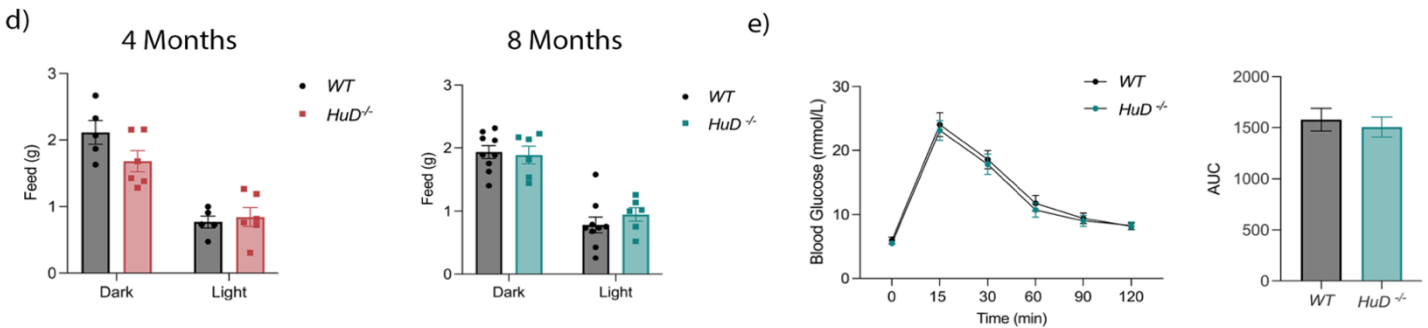 d)
4 Months
3
2
1
0
Feed (g)
Dark
Light
WT
HuD-/-
8 Months
3
2
1
0
Feed (g)
Dark
Light
WT
HuD -/-
e)
30
20
10
0
Blood Glucose (mmol/L)
0
15
30
60
90
120
Time (min)
WT
HuD -/-
2000
1500
1000
500
0
AUC
WT
HuD -/-